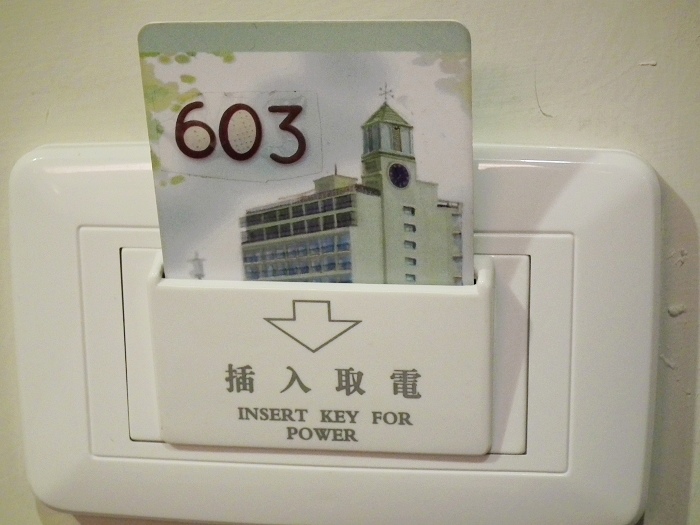 603
插入取電
INSERT KEY FOR
POWER